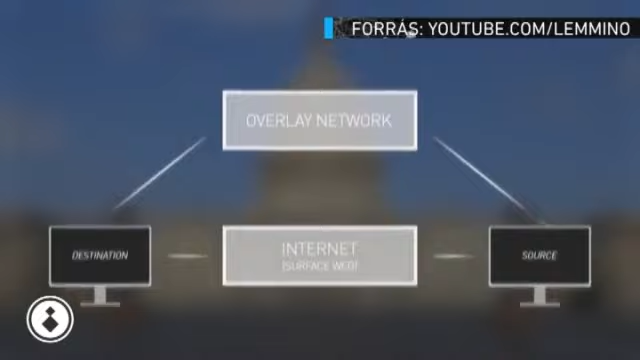 FORRÁS: YOUTUBE.COM/LEMMINO
OVERLAY NETWORK
DESTINATION
INTERNET
(SURFACE WEB)
SOURCE